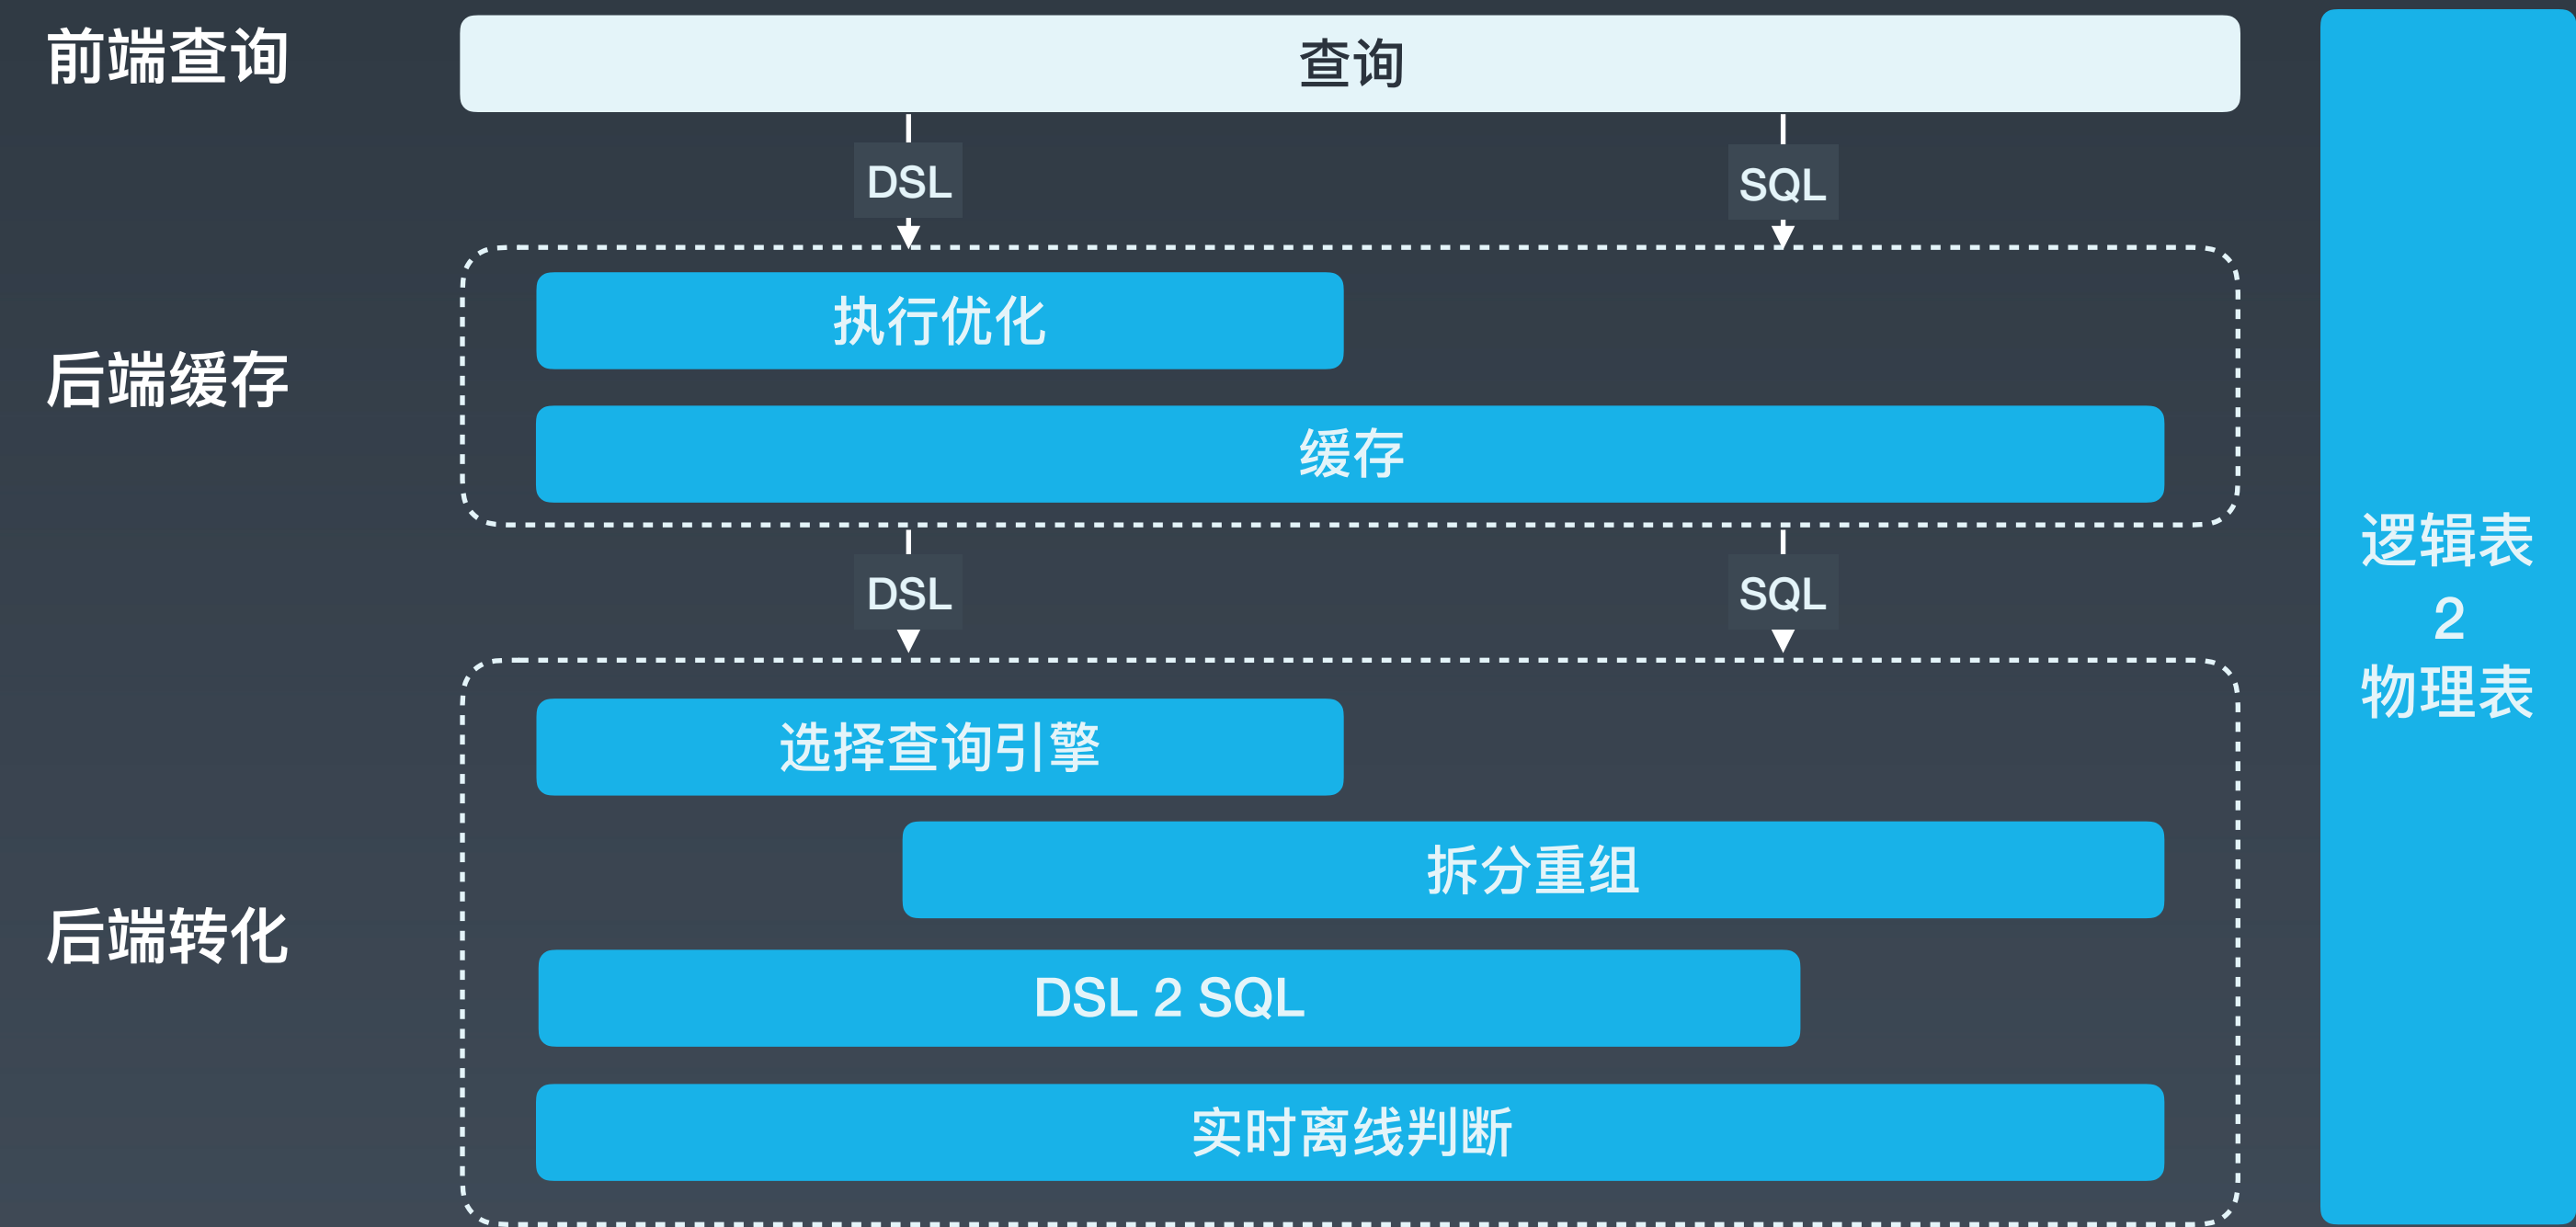 前端查询
查询
DSL
SQL
后端缓存
执行优化
缓存
DSL
SQL
后端转化
选择查询引擎
拆分重组
DSL 2 SQL
实时离线判断
逻辑表
2
物理表